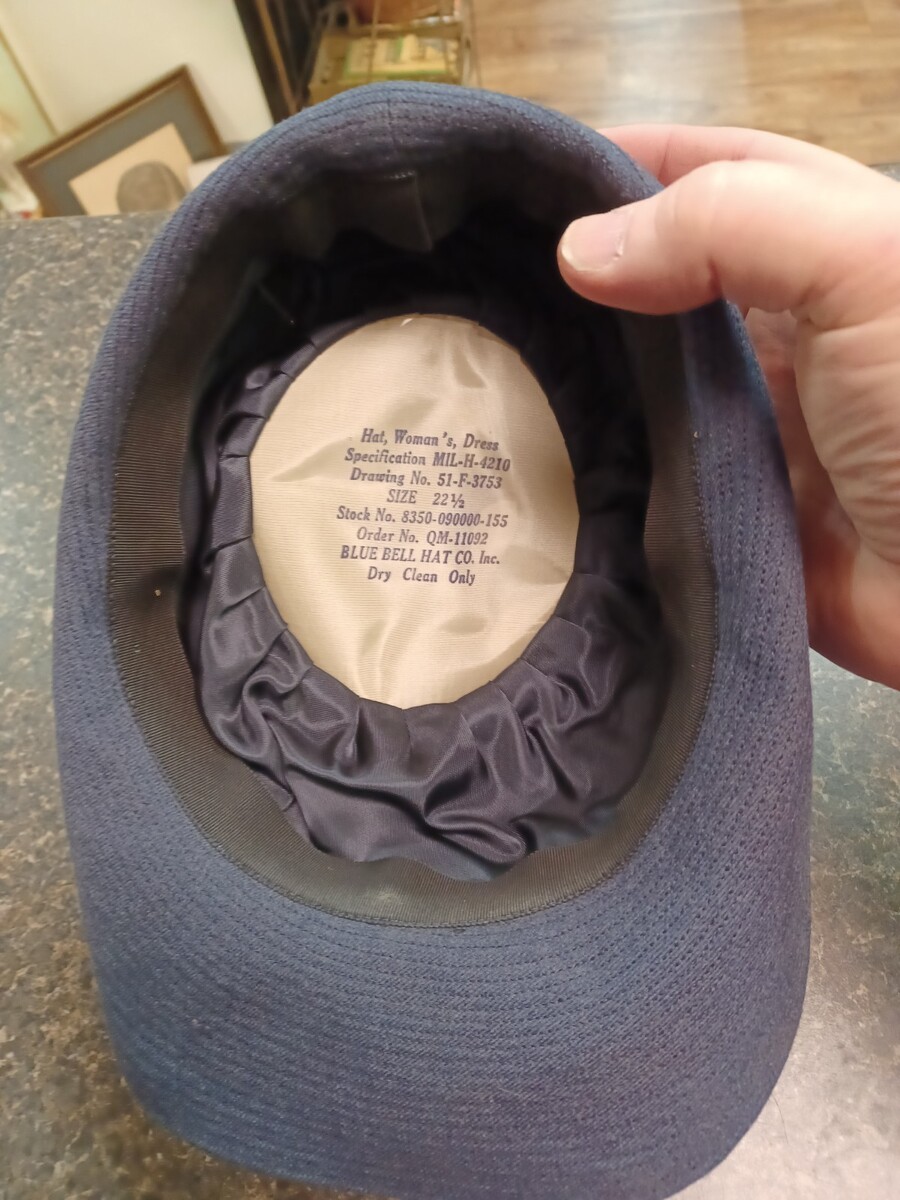 Hat, Woman's, Dress
Specification MIL-H-4210
Drawing No. 51-F-3753
SIZE 22½
Stock No. 8350-090000-155
Order No. QM-11092
BLUE BELL HAT CO. Inc.
Dry Clean Only